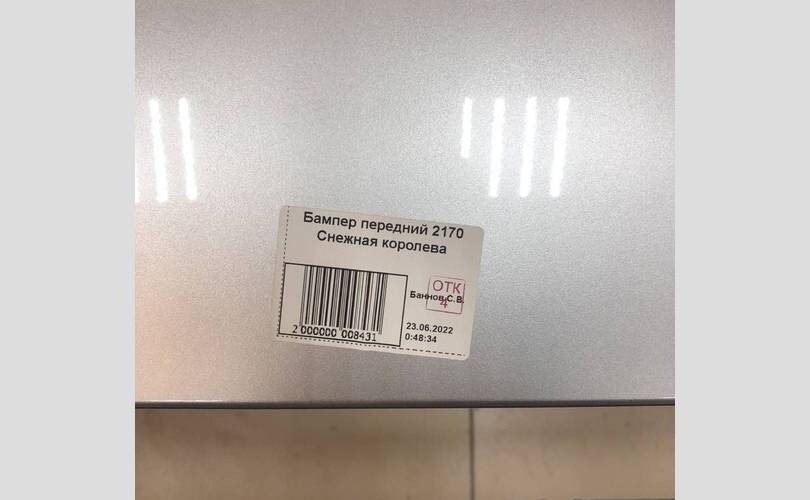 Бампер передний 2170
Снежная королева
ОТК
Баннов С.В.
4
2 000000 008431
23.06.2022
0:48:34